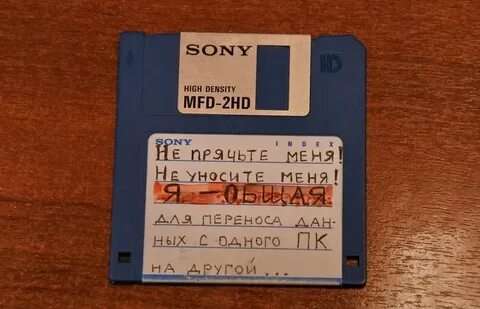 SONY
HIGH DENSITY
MFD-2HD
HD
SONY INDEX
НЕ ПРЯЧЬТЕ МЕНЯ!
НЕ УНОСИТЕ МЕНЯ!
Я – ОБЩАЯ
ДЛЯ ПЕРЕНОСА ДАН-
НЫХ С ОДНОГО ПК
НА ДРУГОЙ...